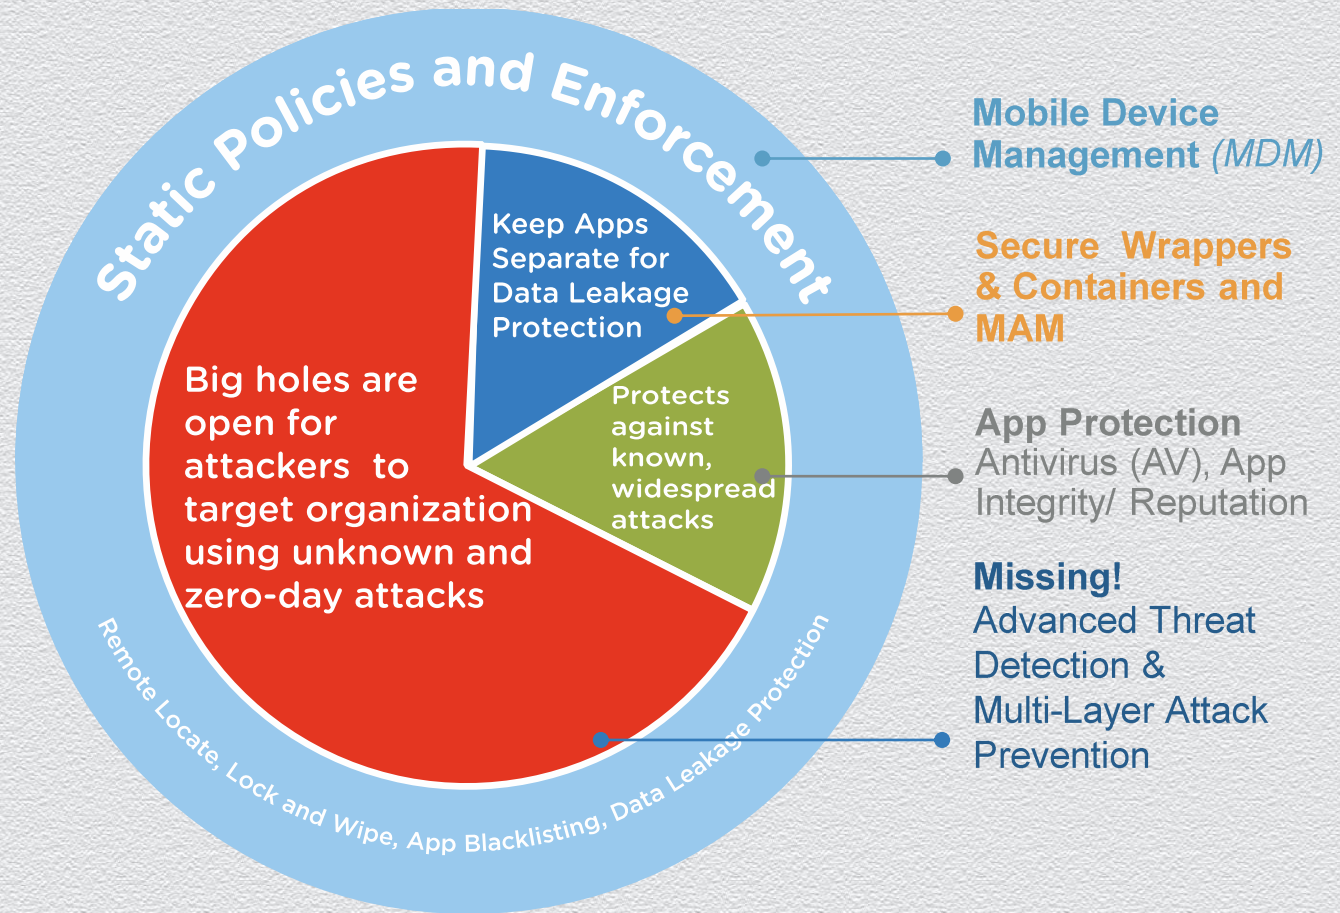 Static Policies and Enforcement
Keep Apps
Separate for
Data Leakage
Protection
Big holes are
open for
attackers to
target organization
using unknown and
zero-day attacks
Protects
against
known,
widespread
attacks
Remote Locate, Lock and Wipe, App Blacklisting, Data Leakage Protection
Mobile Device
Management (MDM)
Secure Wrappers
& Containers and
MAM
App Protection
Antivirus (AV), App
Integrity/ Reputation
Missing!
Advanced Threat
Detection &
Multi-Layer Attack
Prevention